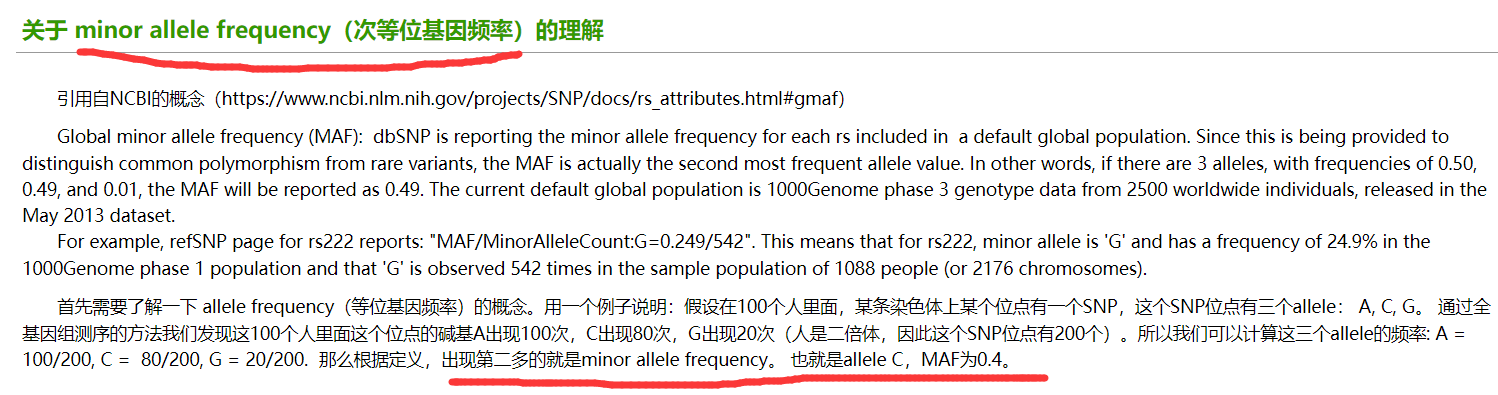 关于 minor allele frequency（次等位基因频率）的理解
引用自NCBI的概念（https://www.ncbi.nlm.nih.gov/projects/SNP/docs/rs_attributes.html#gmaf)
Global minor allele frequency (MAF):  dbSNP is reporting the minor allele frequency for each rs included in  a default global population. Since this is being provided to
distinguish common polymorphism from rare variants, the MAF is actually the second most frequent allele value. In other words, if there are 3 alleles, with frequencies of 0.50,
0.49, and 0.01, the MAF will be reported as 0.49. The current default global population is 1000Genome phase 3 genotype data from 2500 worldwide individuals, released in the
May 2013 dataset.
For example, refSNP page for rs222 reports: "MAF/MinorAlleleCount:G=0.249/542". This means that for rs222, minor allele is 'G' and has a frequency of 24.9% in the
1000Genome phase 1 population and that 'G' is observed 542 times in the sample population of 1088 people (or 2176 chromosomes).
首先需要了解一下 allele frequency（等位基因频率）的概念。用一个例子说明：假设在100个人里面，某条染色体上某个位点有一个SNP，这个SNP位点有三个allele： A, C, G。 通过全
基因组测序的方法我们发现这100个人里面这个位点的碱基A出现100次，C出现80次，G出现20次（人是二倍体，因此这个SNP位点有200个）。所以我们可以计算这三个allele的频率: A =
100/200, C =  80/200, G = 20/200.  那么根据定义，出现第二多的就是minor allele frequency。 也就是allele C，MAF为0.4。